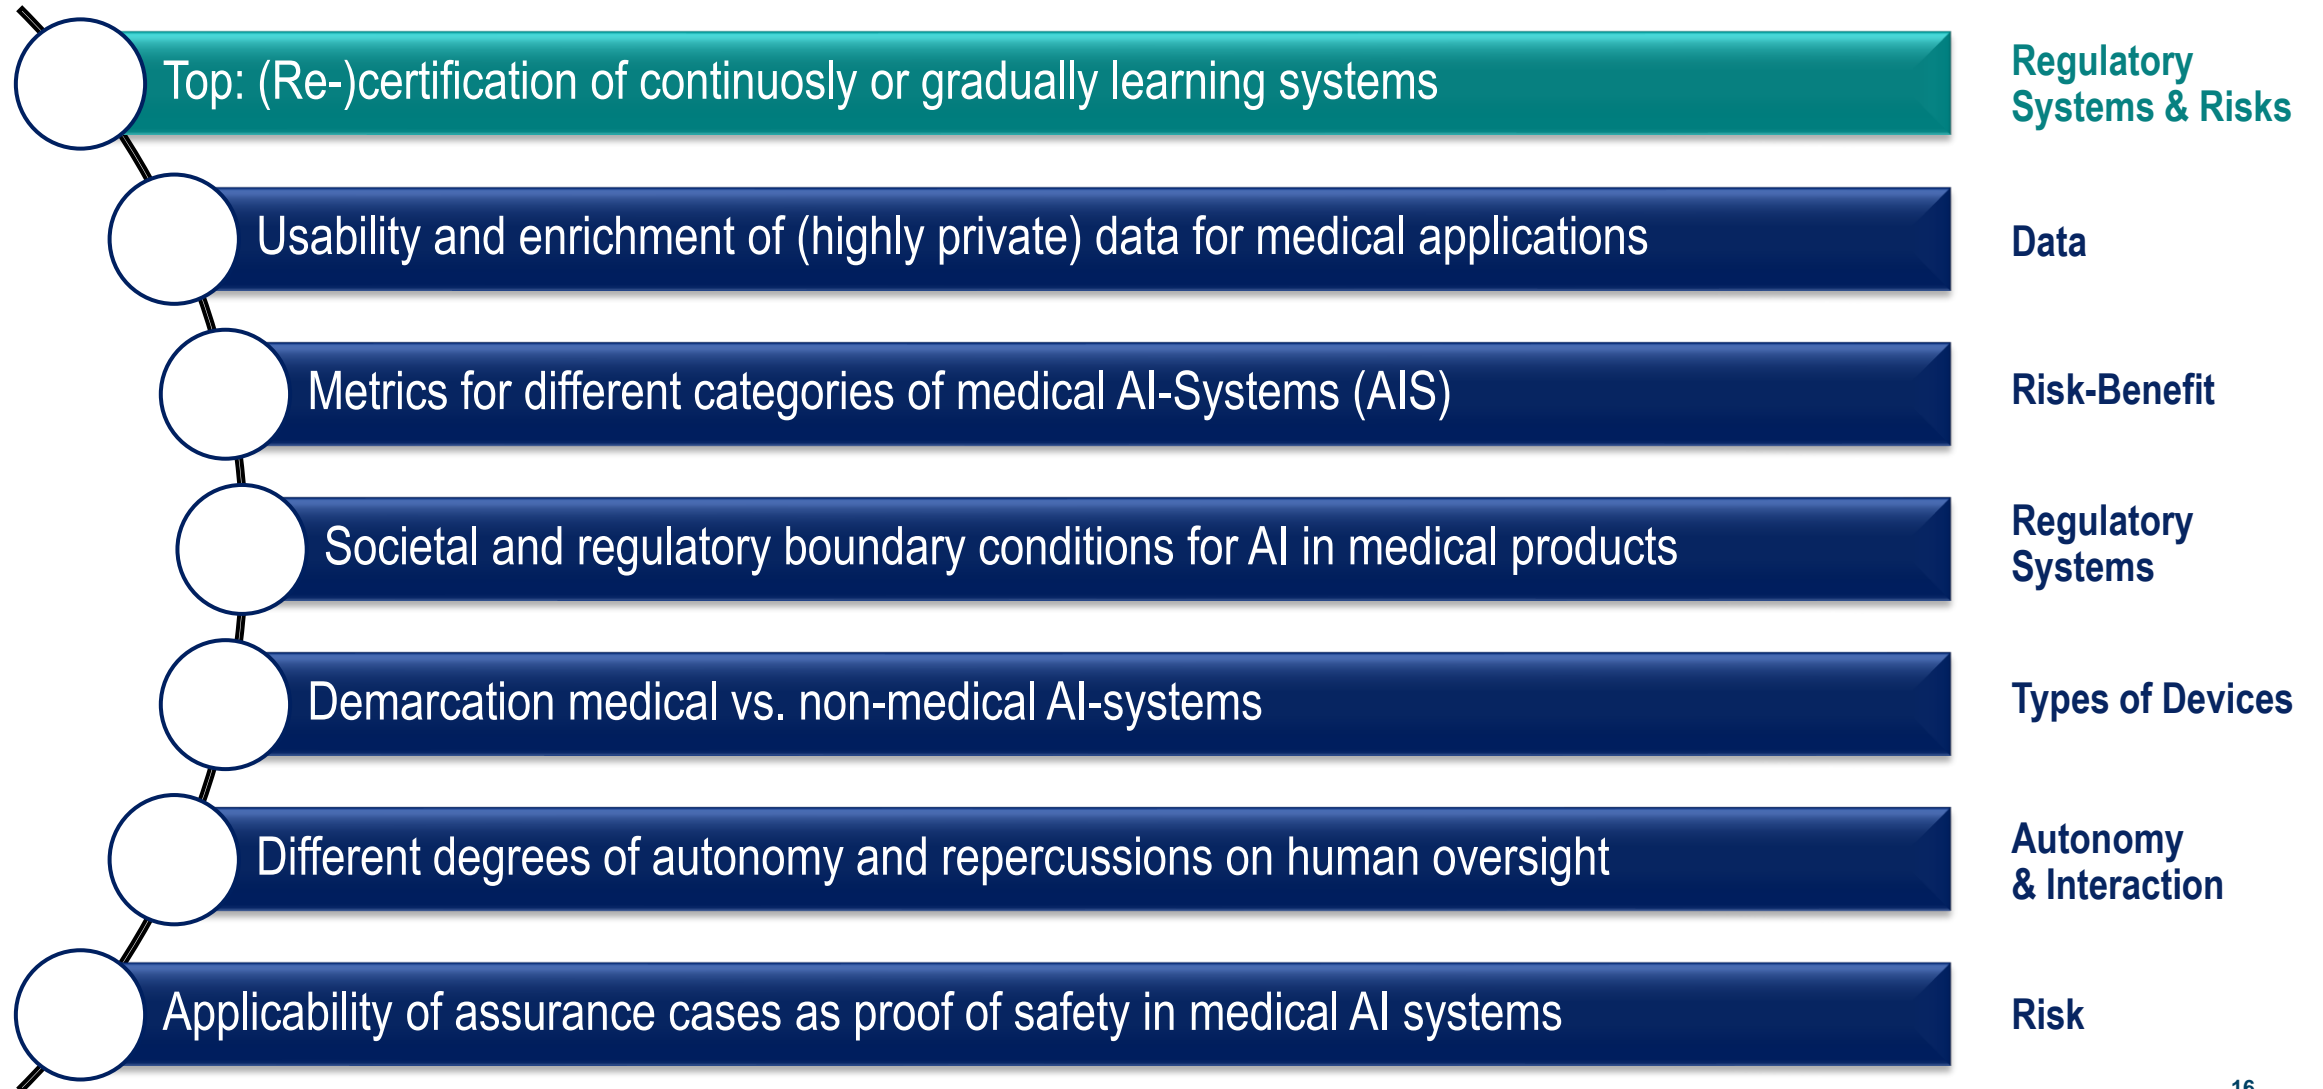 Top: (Re-)certification of continuosly or gradually learning systems
Regulatory
Systems & Risks
Usability and enrichment of (highly private) data for medical applications
Data
Metrics for different categories of medical AI-Systems (AIS)
Risk-Benefit
Societal and regulatory boundary conditions for AI in medical products
Regulatory
Systems
Demarcation medical vs. non-medical AI-systems
Types of Devices
Different degrees of autonomy and repercussions on human oversight
Autonomy
& Interaction
Applicability of assurance cases as proof of safety in medical AI systems
Risk
16